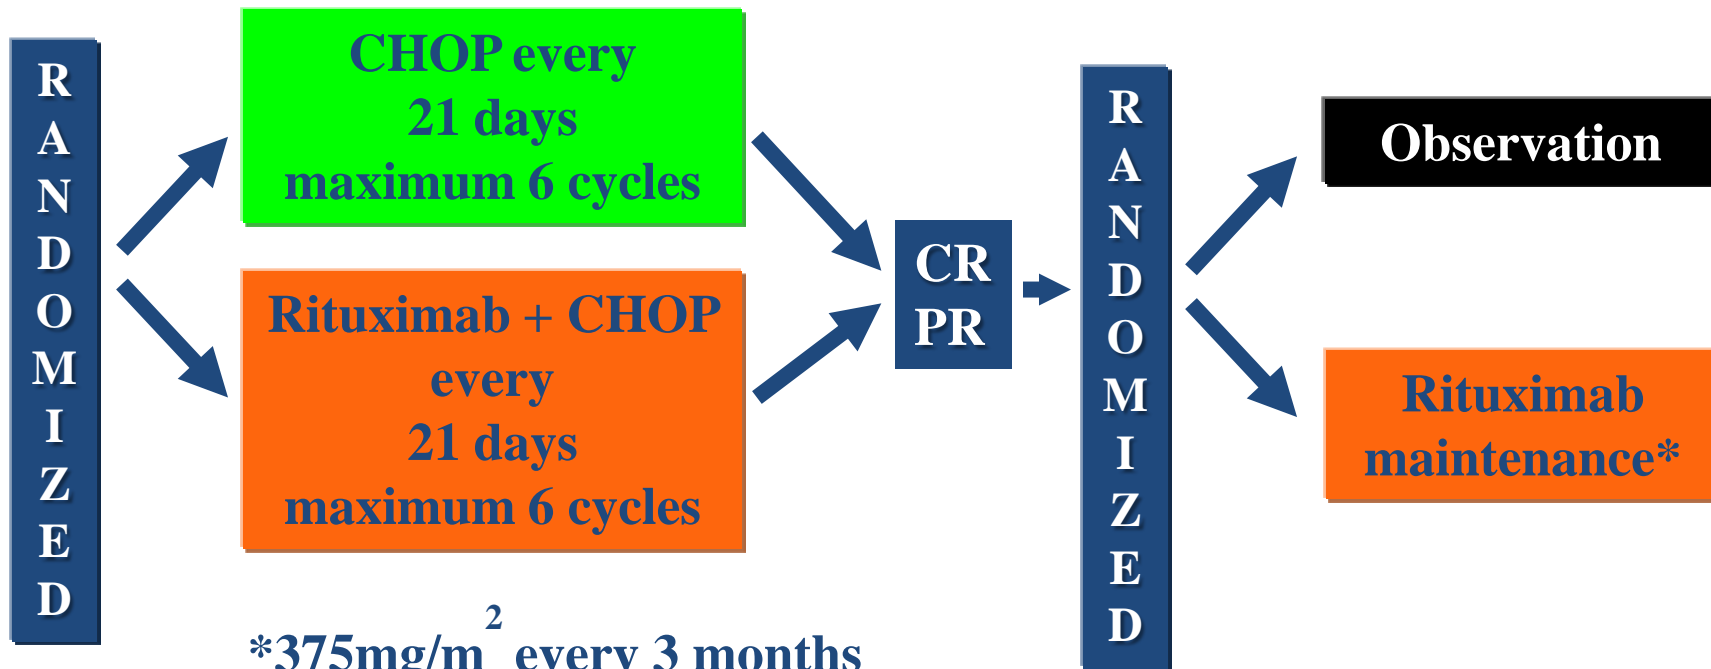 RANDOMIZED
CHOP every
21 days
maximum 6 cycles
Rituximab + CHOP
every
21 days
maximum 6 cycles
CR
PR
RANDOMIZED
Observation
Rituximab
maintenance*
*375mg/m² every 3 months